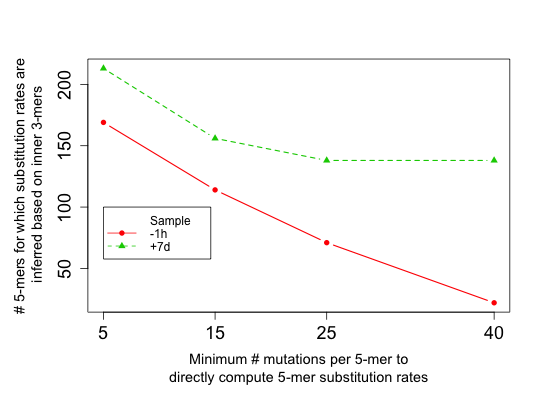 # 5-mers for which substitution rates are
inferred based on inner 3-mers
200
150
100
50
Sample
-1h
+7d
5 15 25 40
Minimum # mutations per 5-mer to
directly compute 5-mer substitution rates